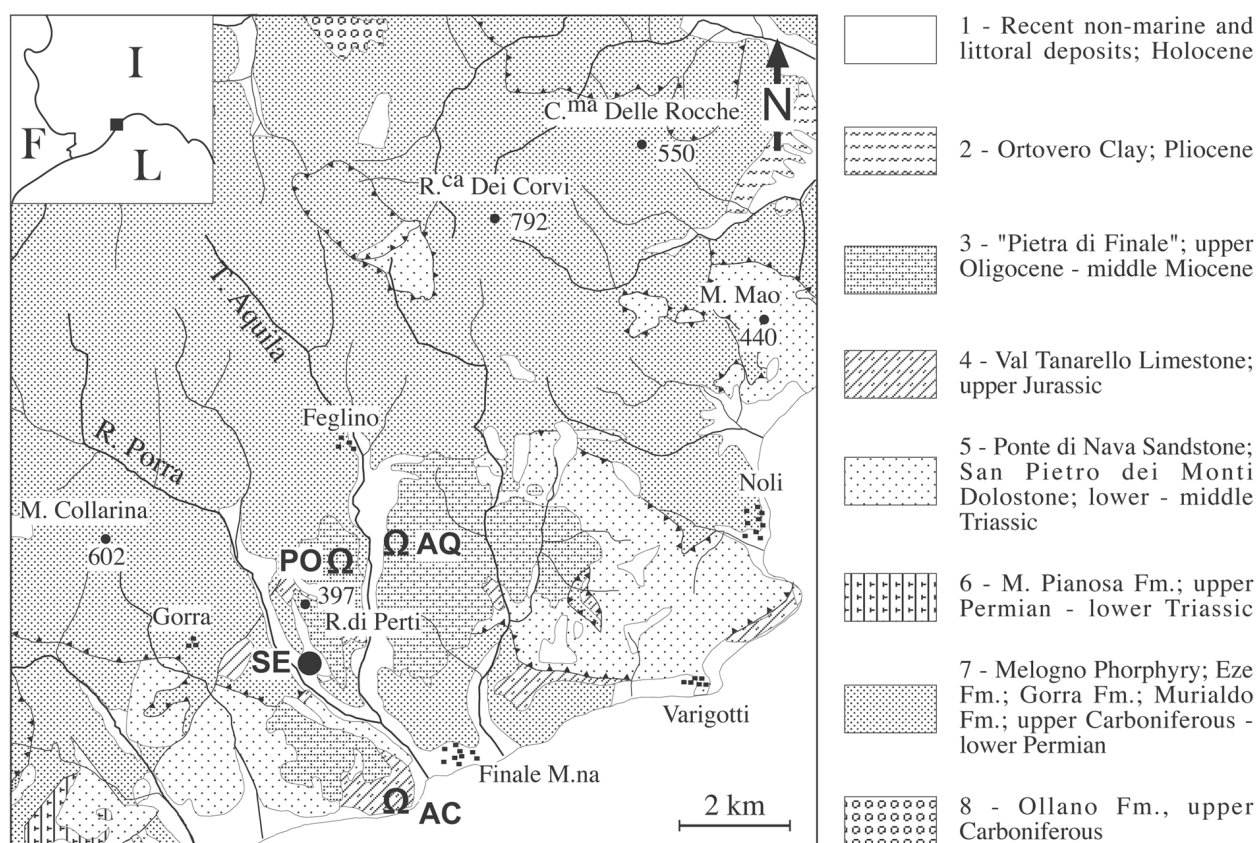 I
F
L
N
C.ma Delle Rocche
550
R.ca Dei Corvi
792
T. Aquila
M. Mao
440
Feglino
R. Porra
M. Collarina
602
Noli
PO Ω
Ω AQ
397
R.di Perti
Gorra
SE
Varigotti
Finale M.na
Ω AC
2 km
1 - Recent non-marine and
littoral deposits; Holocene
2 - Ortovero Clay; Pliocene
3 - "Pietra di Finale"; upper
Oligocene - middle Miocene
4 - Val Tanarello Limestone;
upper Jurassic
5 - Ponte di Nava Sandstone;
San Pietro dei Monti
Dolostone; lower - middle
Triassic
6 - M. Pianosa Fm.; upper
Permian - lower Triassic
7 - Melogno Phorphyry; Eze
Fm.; Gorra Fm.; Murialdo
Fm.; upper Carboniferous -
lower Permian
8 - Ollano Fm., upper
Carboniferous